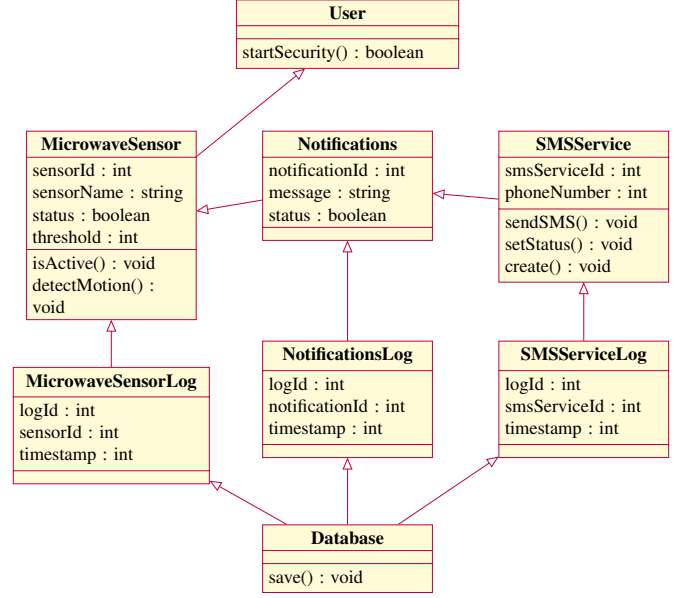 User
startSecurity() : boolean
MicrowaveSensor
sensorId : int
sensorName : string
status : boolean
threshold : int
isActive() : void
detectMotion() :
void
Notifications
notificationId : int
message : string
status : boolean
SMSService
smsServiceId : int
phoneNumber : int
sendSMS() : void
setStatus() : void
create() : void
MicrowaveSensorLog
logId : int
sensorId : int
timestamp : int
NotificationsLog
logId : int
notificationId : int
timestamp : int
SMSServiceLog
logId : int
smsServiceId : int
timestamp : int
Database
save() : void